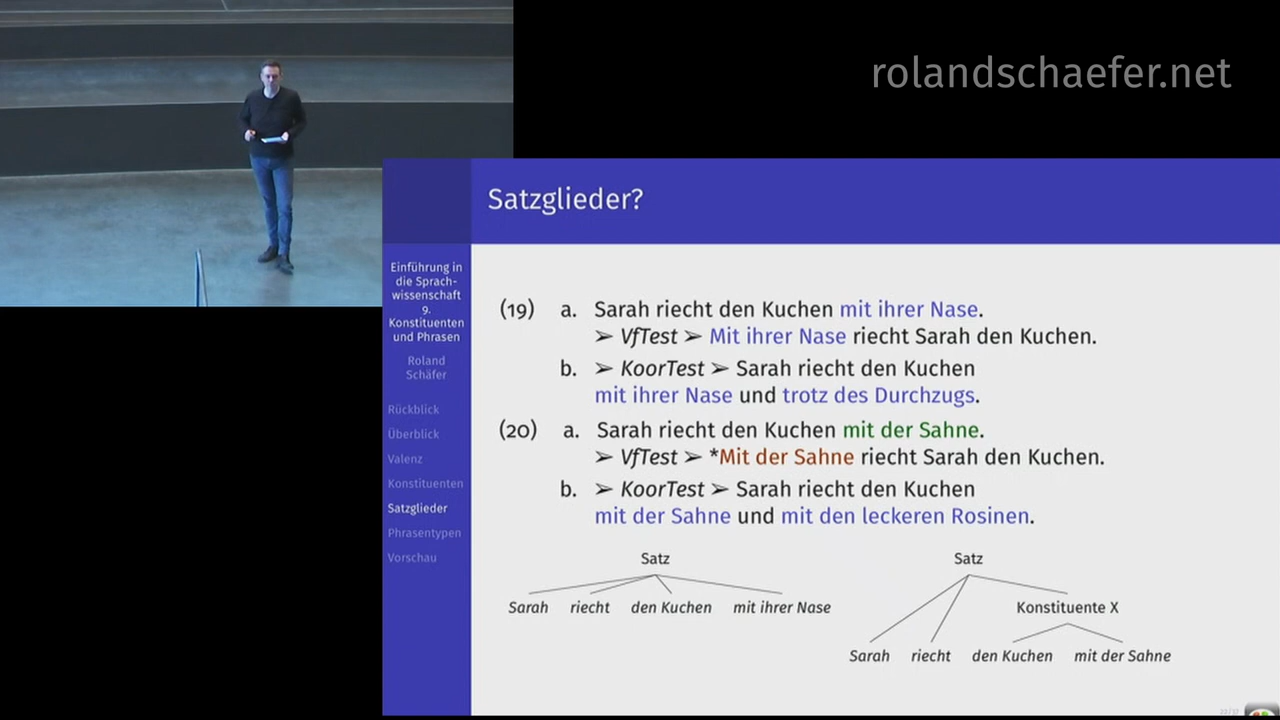 rolandschaefer.net
Satzglieder?
Einführung in
die Sprach-
wissenschaft
9.
Konstituenten
und Phrasen
Roland
Schäfer
Rückblick
Überblick
Valenz
Konstituenten
Satzglieder
Phrasentypen
Vorschau
(19) a. Sarah riecht den Kuchen mit ihrer Nase.
➢ VfTest ➢ Mit ihrer Nase riecht Sarah den Kuchen.
b. ➢ KoorTest ➢ Sarah riecht den Kuchen
mit ihrer Nase und trotz des Durchzugs.
(20) a. Sarah riecht den Kuchen mit der Sahne.
➢ VfTest ➢ *Mit der Sahne riecht Sarah den Kuchen.
b. ➢ KoorTest ➢ Sarah riecht den Kuchen
mit der Sahne und mit den leckeren Rosinen.
Satz
Sarah riecht den Kuchen mit ihrer Nase
Satz
Konstituente X
Sarah riecht den Kuchen mit der Sahne